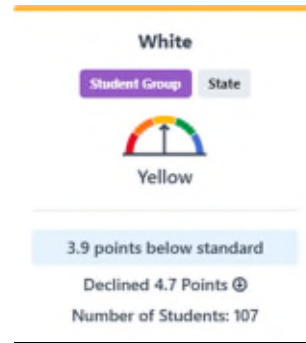 White
Student Group State
Yellow
3.9 points below standard
Declined 4.7 Points
Number of Students: 107